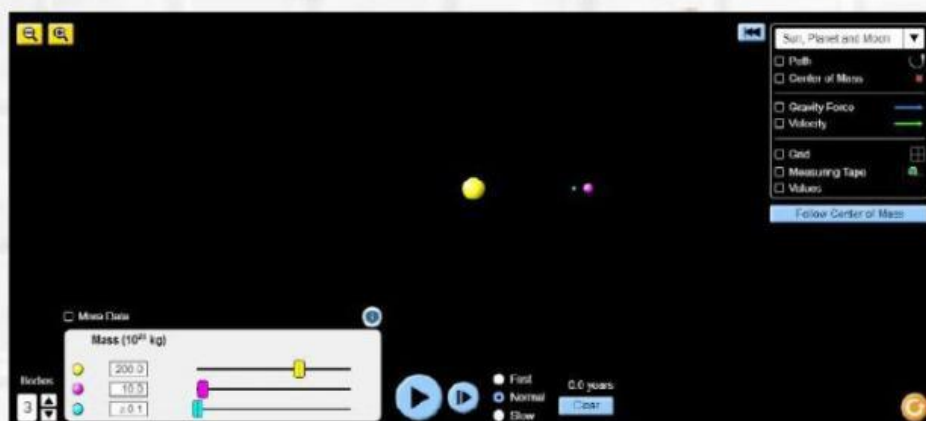 Sun, Planet and Moon
Path
Center of Mass
Gravity Force
Velocity
Grid
Measuring Tape
Values
Follow Center of Mass
More Data
Mass (10²⁸ kg)
200.0
10.0
Bodies
3
Fast
Normal
Slow
0.0 years
Clear